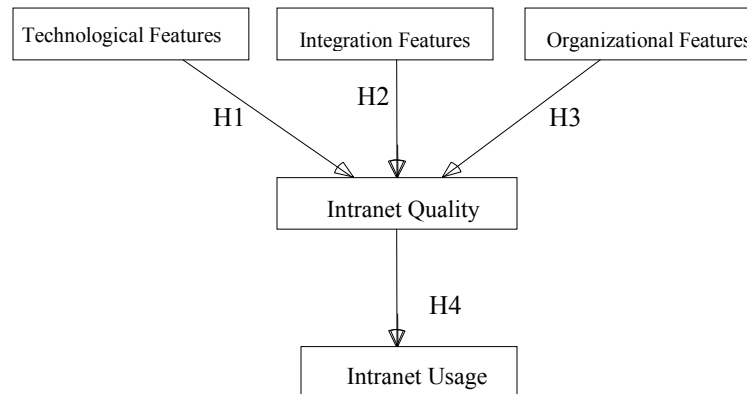 Technological Features
Integration Features
Organizational Features
H1
H2
H3
Intranet Quality
H4
Intranet Usage